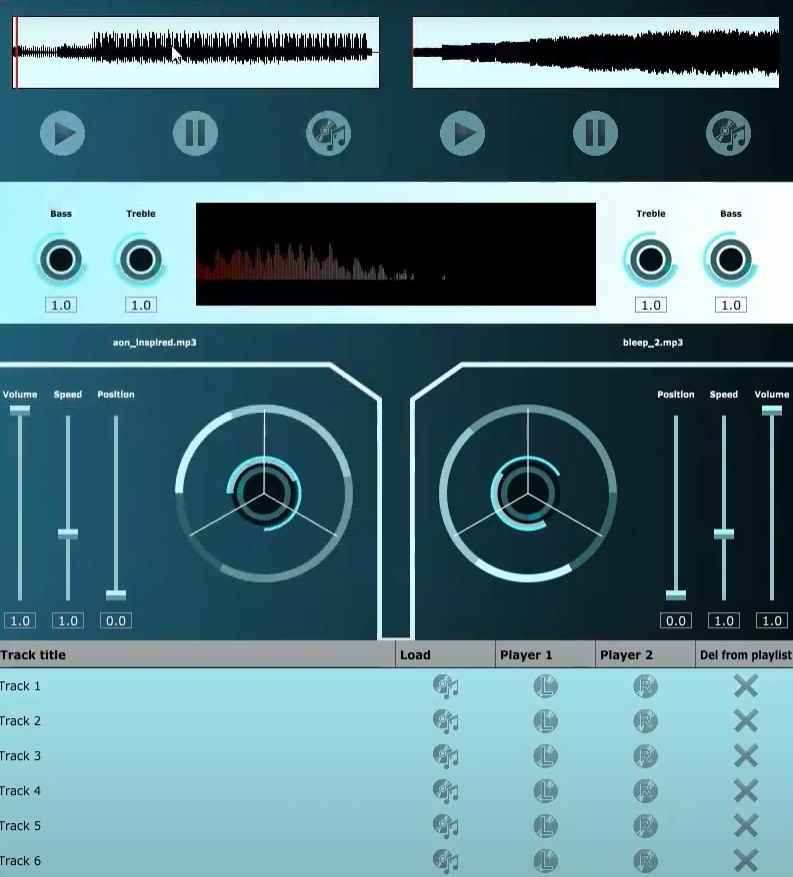 Bass Treble Treble Bass
1.0 1.0 1.0 1.0
aon_inspired.mp3 bleep_2.mp3
Volume Speed Position Position Speed Volume
1.0 1.0 0.0 0.0 1.0 1.0
Track title Load Player 1 Player 2 Del from playlist
Track 1 L R
Track 2 L R
Track 3 L R
Track 4 L R
Track 5 L R
Track 6 L R